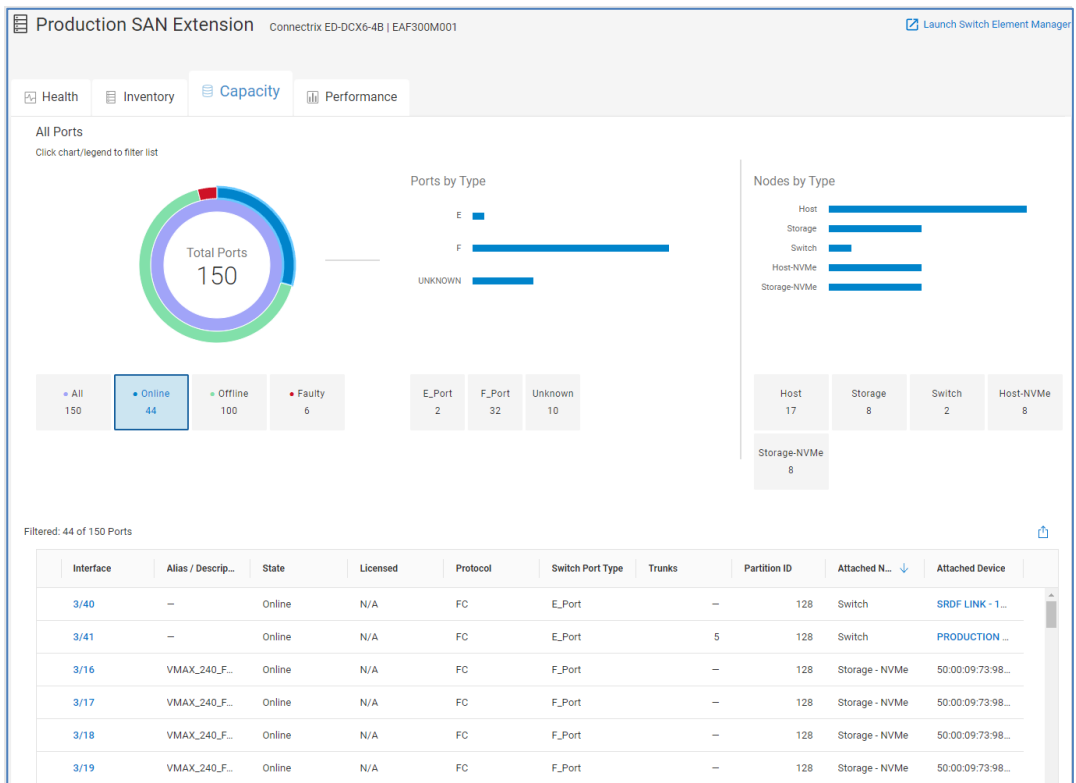 Production SAN Extension Connectrix ED-DCX6-4B | EAF300M001
Launch Switch Element Manager
Health Inventory Capacity Performance
All Ports
Click chart/legend to filter list
Total Ports
150
All
150
Online
44
Offline
100
Faulty
6
Ports by Type
E
F
UNKNOWN
E_Port
2
F_Port
32
Unknown
10
Nodes by Type
Host
Storage
Switch
Host-NVMe
Storage-NVMe
Host
17
Storage
8
Switch
2
Host-NVMe
8
Storage-NVMe
8
Filtered: 44 of 150 Ports
Interface Alias / Descrip... State Licensed Protocol Switch Port Type Trunks Partition ID Attached N... Attached Device
3/40 – Online N/A FC E_Port – 128 Switch SRDF LINK - 1...
3/41 – Online N/A FC E_Port 5 128 Switch PRODUCTION ...
3/16 VMAX_240_F... Online N/A FC F_Port – 128 Storage - NVMe 50:00:09:73:98...
3/17 VMAX_240_F... Online N/A FC F_Port – 128 Storage - NVMe 50:00:09:73:98...
3/18 VMAX_240_F... Online N/A FC F_Port – 128 Storage - NVMe 50:00:09:73:98...
3/19 VMAX_240_F... Online N/A FC F_Port – 128 Storage - NVMe 50:00:09:73:98...